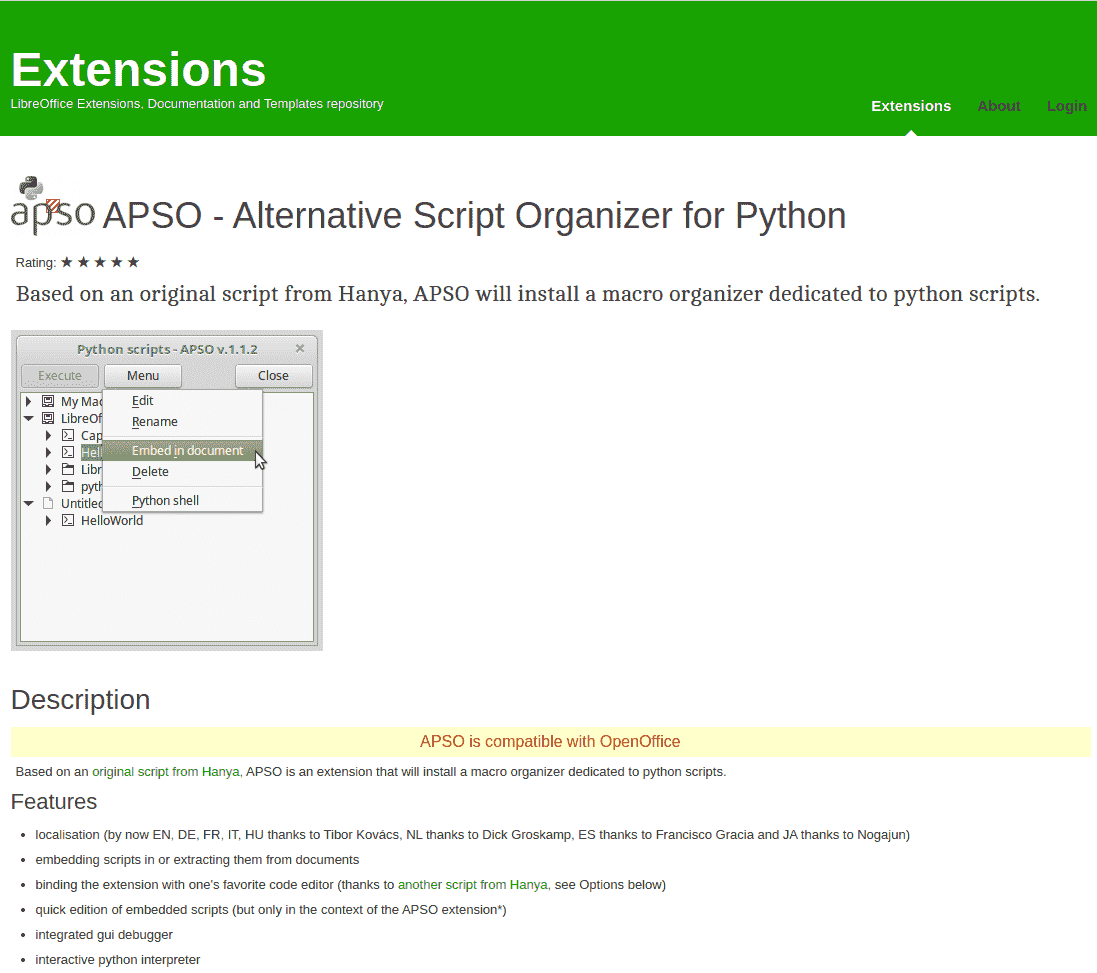 Extensions
LibreOffice Extensions, Documentation and Templates repository
Extensions About Login
apso APSO - Alternative Script Organizer for Python
Rating: ★ ★ ★ ★ ★
Based on an original script from Hanya, APSO will install a macro organizer dedicated to python scripts.
Python scripts - APSO v.1.1.2 ×
Execute Menu Close
My Mac
Edit
LibreOf
Rename
Cap
Hell
Embed in document
Libr
Delete
pyth
Untitled
Python shell
HelloWorld
Description
APSO is compatible with OpenOffice
Based on an original script from Hanya, APSO is an extension that will install a macro organizer dedicated to python scripts.
Features
• localisation (by now EN, DE, FR, IT, HU thanks to Tibor Kovács, NL thanks to Dick Groskamp, ES thanks to Francisco Gracia and JA thanks to Nogajun)
• embedding scripts in or extracting them from documents
• binding the extension with one's favorite code editor (thanks to another script from Hanya, see Options below)
• quick edition of embedded scripts (but only in the context of the APSO extension*)
• integrated gui debugger
• interactive python interpreter